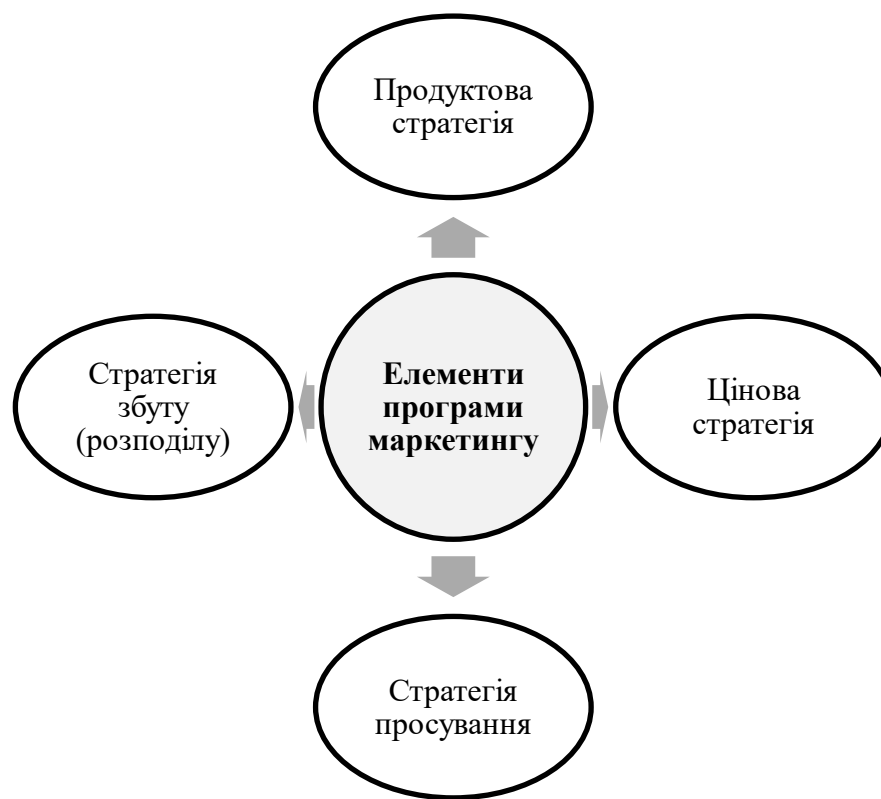 Продуктова
стратегія
Стратегія
збуту
(розподілу)
Елементи
програми
маркетингу
Цінова
стратегія
Стратегія
просування